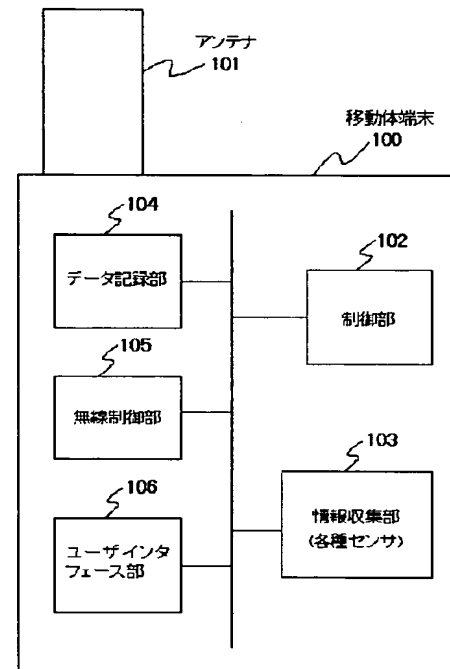 アンテナ
101
移動体端末
100
104
データ記録部
102
制御部
105
無線制御部
103
情報収集部
(各種センサ)
106
ユーザインタ
フェース部